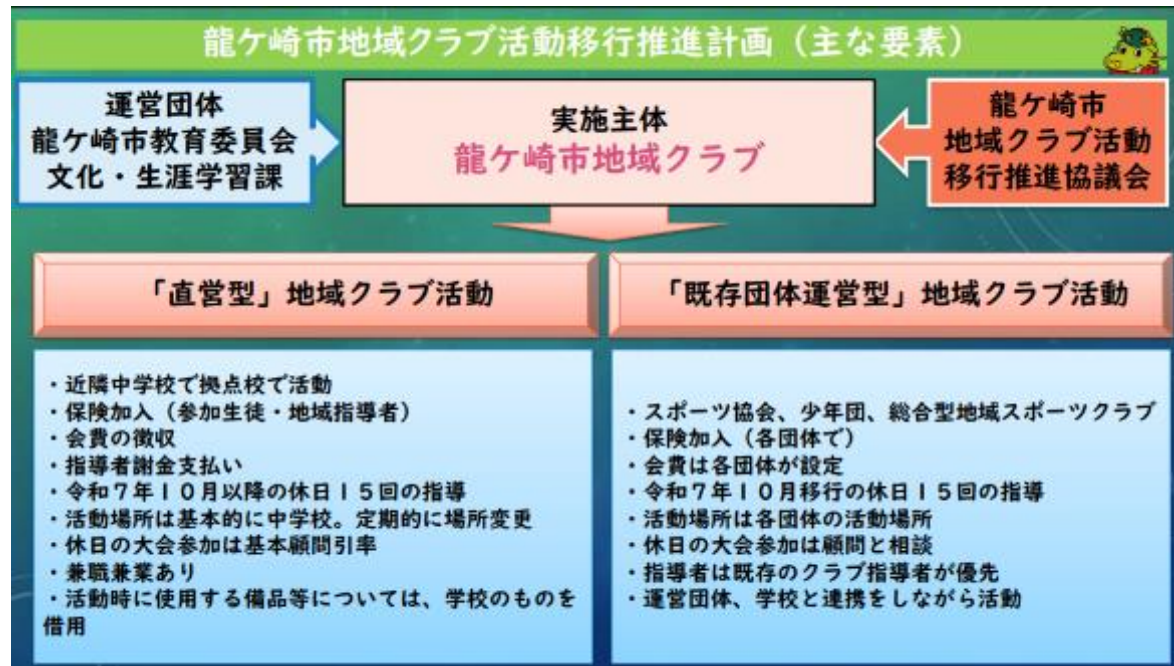 龍ケ崎市地域クラブ活動移行推進計画（主な要素）
運営団体
龍ケ崎市教育委員会
文化・生涯学習課
実施主体
龍ケ崎市地域クラブ
龍ケ崎市
地域クラブ活動
移行推進協議会
「直営型」地域クラブ活動
・近隣中学校で拠点校で活動
・保険加入（参加生徒・地域指導者）
・会費の徴収
・指導者謝金支払い
・令和７年１０月以降の休日１５回の指導
・活動場所は基本的に中学校。定期的に場所変更
・休日の大会参加は基本顧問引率
・兼職兼業あり
・活動時に使用する備品等については、学校のものを
借用
「既存団体運営型」地域クラブ活動
・スポーツ協会、少年団、総合型地域スポーツクラブ
・保険加入（各団体で）
・会費は各団体が設定
・令和７年１０月移行の休日１５回の指導
・活動場所は各団体の活動場所
・休日の大会参加は顧問と相談
・指導者は既存のクラブ指導者が優先
・運営団体、学校と連携をしながら活動